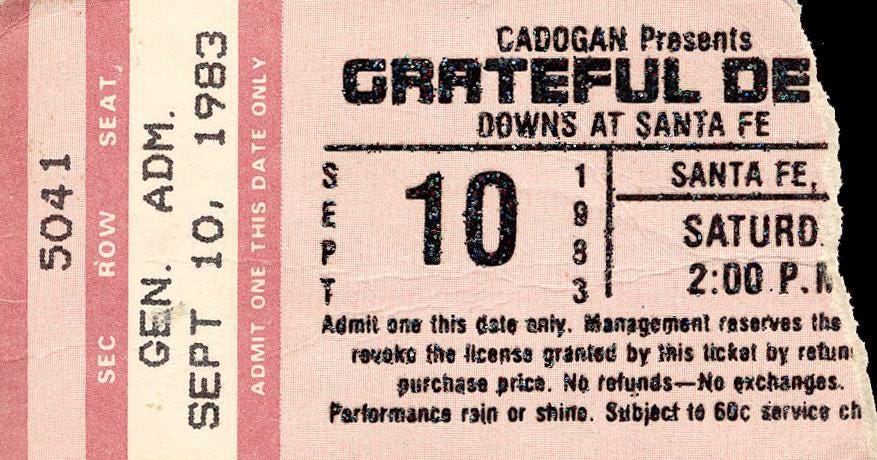 5041
SEC ROW SEAT
GEN. ADM.
SEPT 10, 1983
ADMIT ONE THIS DATE ONLY
CADOGAN Presents
GRATEFUL DE
DOWNS AT SANTA FE
SEPT 10 1983
SANTA FE,
SATURD
2:00 P.M
Admit one this date only. Management reserves the
revoke the license granted by this ticket by refun
purchase price. No refunds—No exchanges.
Performance rain or shine. Subject to 60c service ch